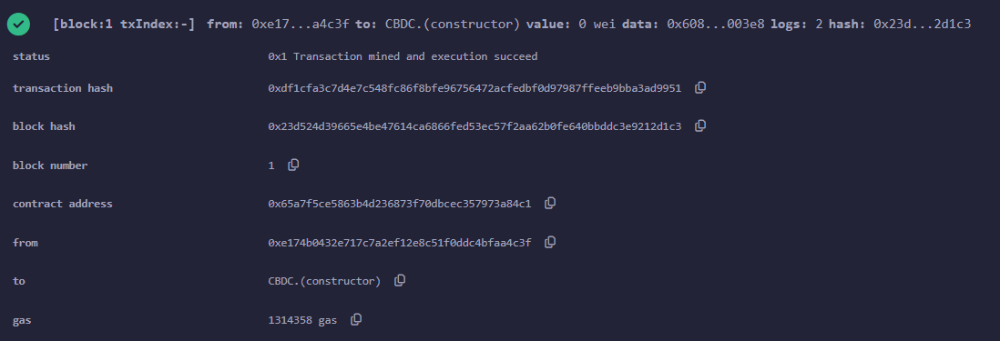 [block:1 txIndex:-] from: 0xe17...a4c3f to: CBDC.(constructor) value: 0 wei data: 0x608...003e8 logs: 2 hash: 0x23d...2d1c3
status 0x1 Transaction mined and execution succeed
transaction hash 0xdf1cfa3c7d4e7c548fc86f8bfe96756472acfedbf0d97987ffeeb9bba3ad9951
block hash 0x23d524d39665e4be47614ca6866fed53ec57f2aa62b0fe640bbddc3e9212d1c3
block number 1
contract address 0x65a7f5ce5863b4d236873f70dbcec357973a84c1
from 0xe174b0432e717c7a2ef12e8c51f0ddc4bfaa4c3f
to CBDC.(constructor)
gas 1314358 gas